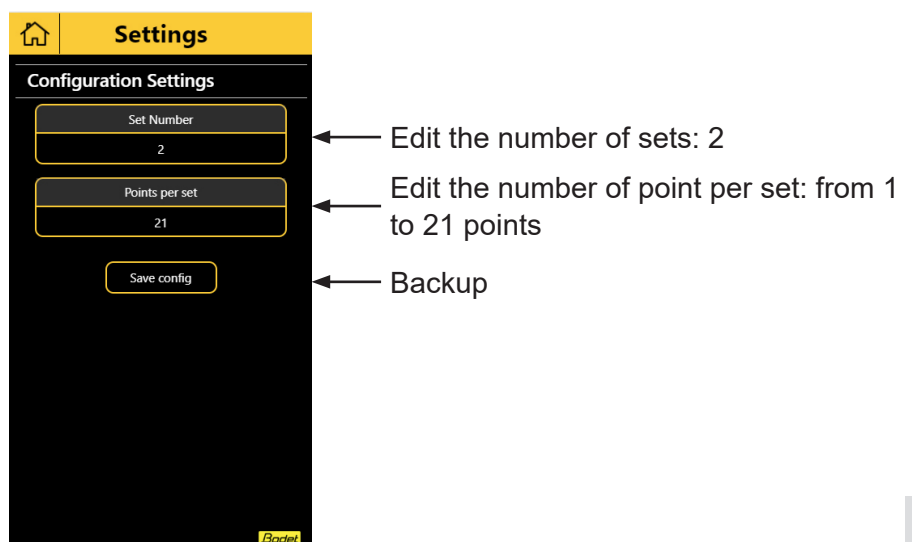 Settings
Configuration Settings
Set Number
2
Edit the number of sets: 2
Points per set
21
Edit the number of point per set: from 1
to 21 points
Save config
Backup
Bodet